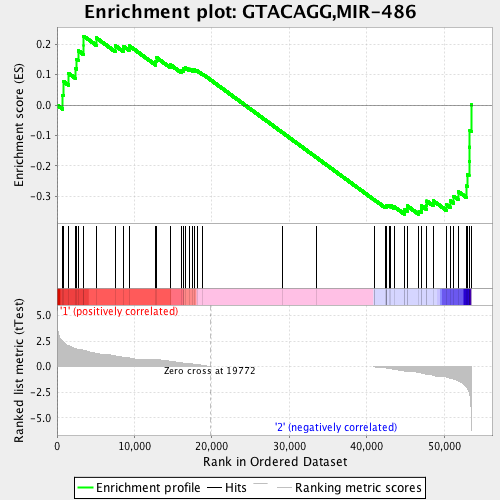 Enrichment plot: GTACAGG,MIR-486
Enrichment score (ES)
0.2
0.1
0.0
-0.1
-0.2
-0.3
'1' (positively correlated)
Ranked list metric (tTest)
5.0
2.5
0.0
-2.5
-5.0
Zero cross at 19772
'2' (negatively correlated)
0
10,000
20,000
30,000
40,000
50,000
Rank in Ordered Dataset
Enrichment profile
Hits
Ranking metric scores